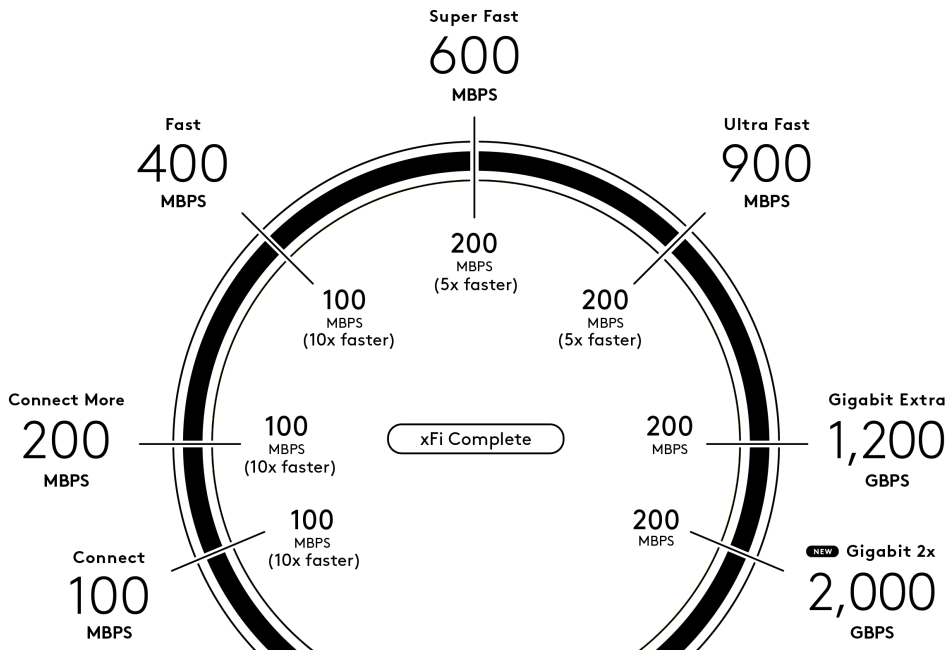 Super Fast
600
MBPS
Fast
400
MBPS
Ultra Fast
900
MBPS
200
MBPS
(5x faster)
100
MBPS
(10x faster)
200
MBPS
(5x faster)
Connect More
200
MBPS
100
MBPS
(10x faster)
xFi Complete
200
MBPS
Gigabit Extra
1,200
GBPS
Connect
100
MBPS
100
MBPS
(10x faster)
200
MBPS
NEW Gigabit 2x
2,000
GBPS